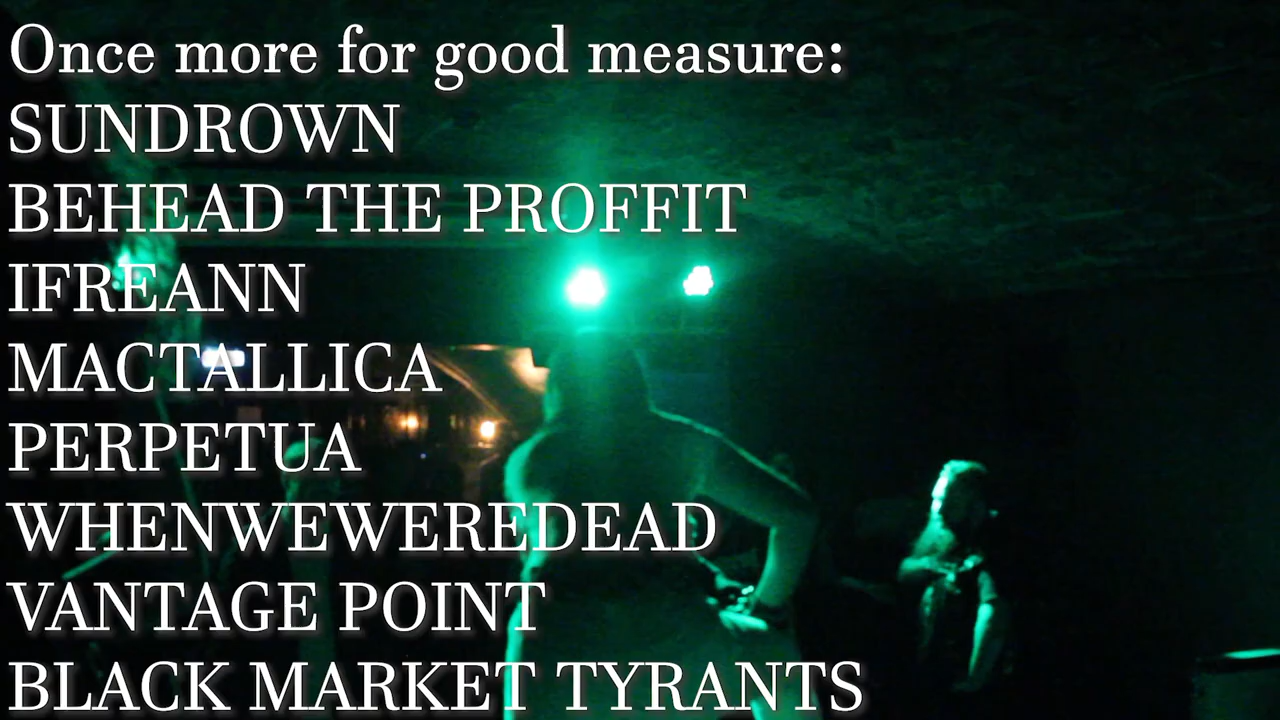 Once more for good measure:
SUNDROWN
BEHEAD THE PROFFIT
IFREANN
MACTALLICA
PERPETUA
WHENWEWEREDEAD
VANTAGE POINT
BLACK MARKET TYRANTS